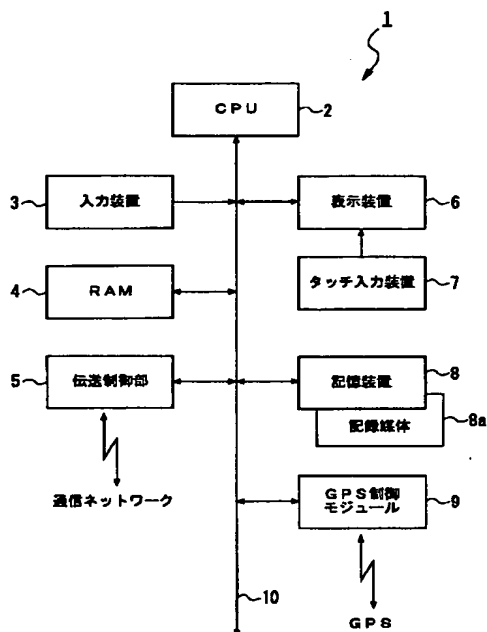 1
CPU
2
3
入力装置
表示装置
6
4
RAM
タッチ入力装置
7
5
伝送制御部
記憶装置
8
記録媒体
8a
通信ネットワーク
GPS制御
モジュール
9
10
GPS